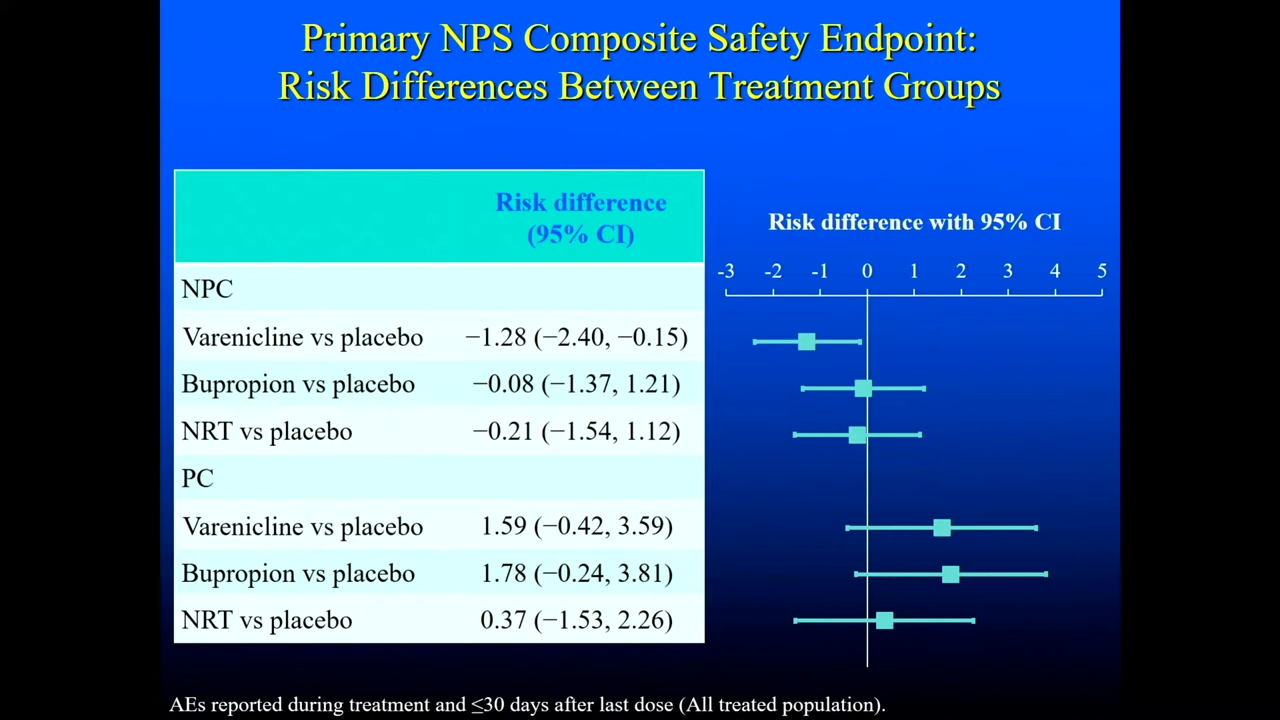 Primary NPS Composite Safety Endpoint:
Risk Differences Between Treatment Groups
Risk difference
(95% CI)
NPC
Varenicline vs placebo −1.28 (−2.40, −0.15)
Bupropion vs placebo −0.08 (−1.37, 1.21)
NRT vs placebo −0.21 (−1.54, 1.12)
PC
Varenicline vs placebo 1.59 (−0.42, 3.59)
Bupropion vs placebo 1.78 (−0.24, 3.81)
NRT vs placebo 0.37 (−1.53, 2.26)
Risk difference with 95% CI
-3 -2 -1 0 1 2 3 4 5
AEs reported during treatment and ≤30 days after last dose (All treated population).